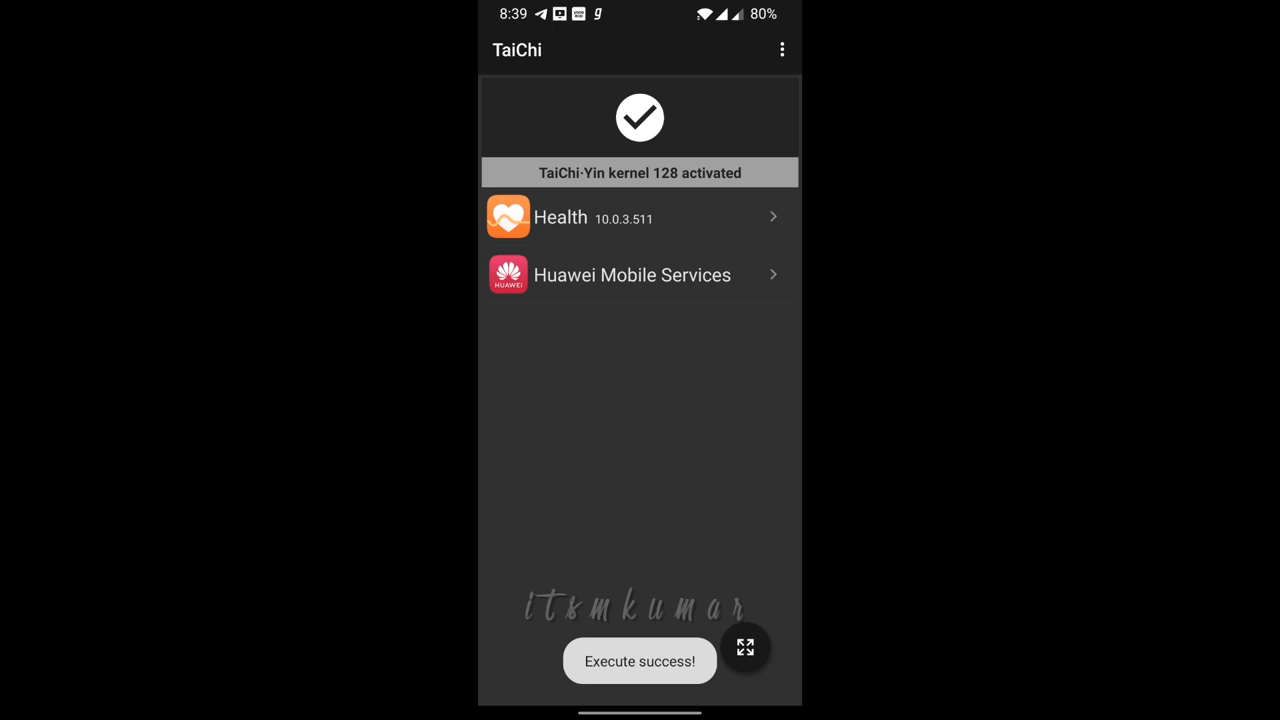 8:39
80%
TaiChi
TaiChi·Yin kernel 128 activated
Health 10.0.3.511
HUAWEI
Huawei Mobile Services
itsmkumar
Execute success!